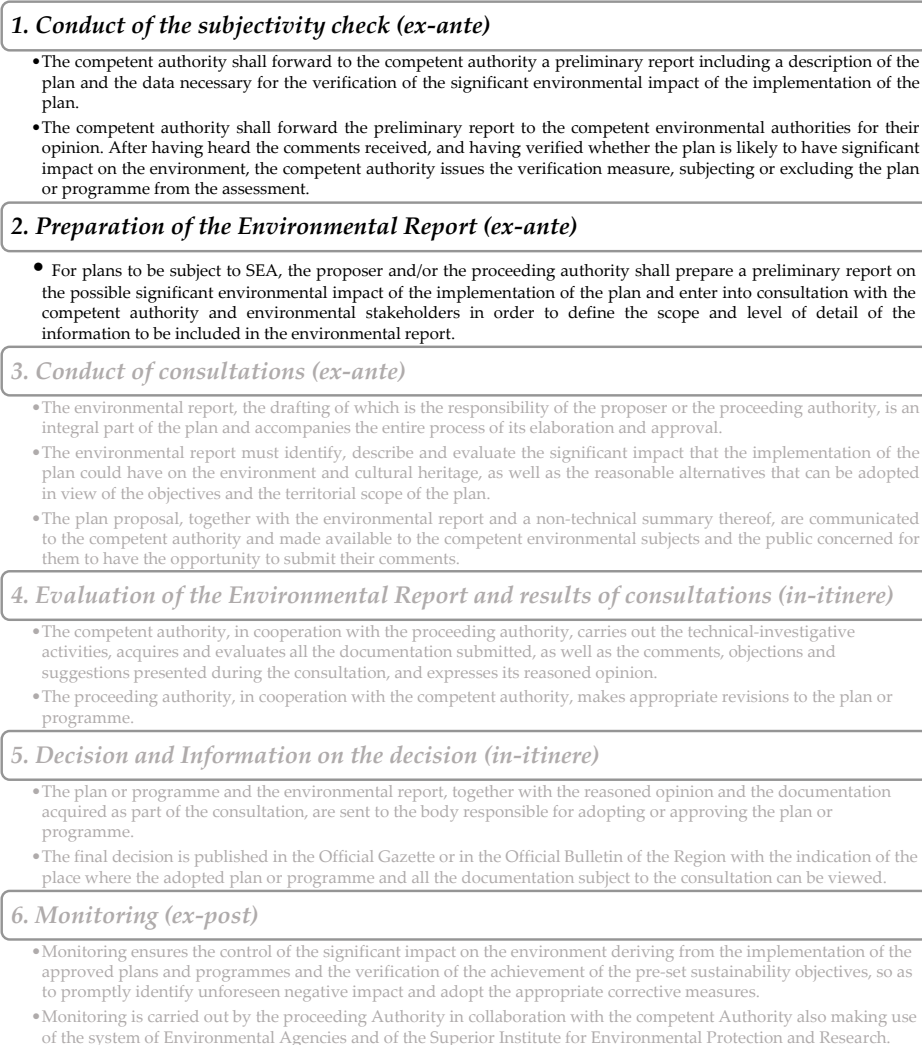 1. Conduct of the subjectivity check (ex-ante)
•The competent authority shall forward to the competent authority a preliminary report including a description of the
plan and the data necessary for the verification of the significant environmental impact of the implementation of the
plan.
•The competent authority shall forward the preliminary report to the competent environmental authorities for their
opinion. After having heard the comments received, and having verified whether the plan is likely to have significant
impact on the environment, the competent authority issues the verification measure, subjecting or excluding the plan
or programme from the assessment.
2. Preparation of the Environmental Report (ex-ante)
• For plans to be subject to SEA, the proposer and/or the proceeding authority shall prepare a preliminary report on
the possible significant environmental impact of the implementation of the plan and enter into consultation with the
competent authority and environmental stakeholders in order to define the scope and level of detail of the
information to be included in the environmental report.
3. Conduct of consultations (ex-ante)
•The environmental report, the drafting of which is the responsibility of the proposer or the proceeding authority, is an
integral part of the plan and accompanies the entire process of its elaboration and approval.
•The environmental report must identify, describe and evaluate the significant impact that the implementation of the
plan could have on the environment and cultural heritage, as well as the reasonable alternatives that can be adopted
in view of the objectives and the territorial scope of the plan.
•The plan proposal, together with the environmental report and a non-technical summary thereof, are communicated
to the competent authority and made available to the competent environmental subjects and the public concerned for
them to have the opportunity to submit their comments.
4. Evaluation of the Environmental Report and results of consultations (in-itinere)
•The competent authority, in cooperation with the proceeding authority, carries out the technical-investigative
activities, acquires and evaluates all the documentation submitted, as well as the comments, objections and
suggestions presented during the consultation, and expresses its reasoned opinion.
•The proceeding authority, in cooperation with the competent authority, makes appropriate revisions to the plan or
programme.
5. Decision and Information on the decision (in-itinere)
•The plan or programme and the environmental report, together with the reasoned opinion and the documentation
acquired as part of the consultation, are sent to the body responsible for adopting or approving the plan or
programme.
•The final decision is published in the Official Gazette or in the Official Bulletin of the Region with the indication of the
place where the adopted plan or programme and all the documentation subject to the consultation can be viewed.
6. Monitoring (ex-post)
•Monitoring ensures the control of the significant impact on the environment deriving from the implementation of the
approved plans and programmes and the verification of the achievement of the pre-set sustainability objectives, so as
to promptly identify unforeseen negative impact and adopt the appropriate corrective measures.
•Monitoring is carried out by the proceeding Authority in collaboration with the competent Authority also making use
of the system of Environmental Agencies and of the Superior Institute for Environmental Protection and Research.